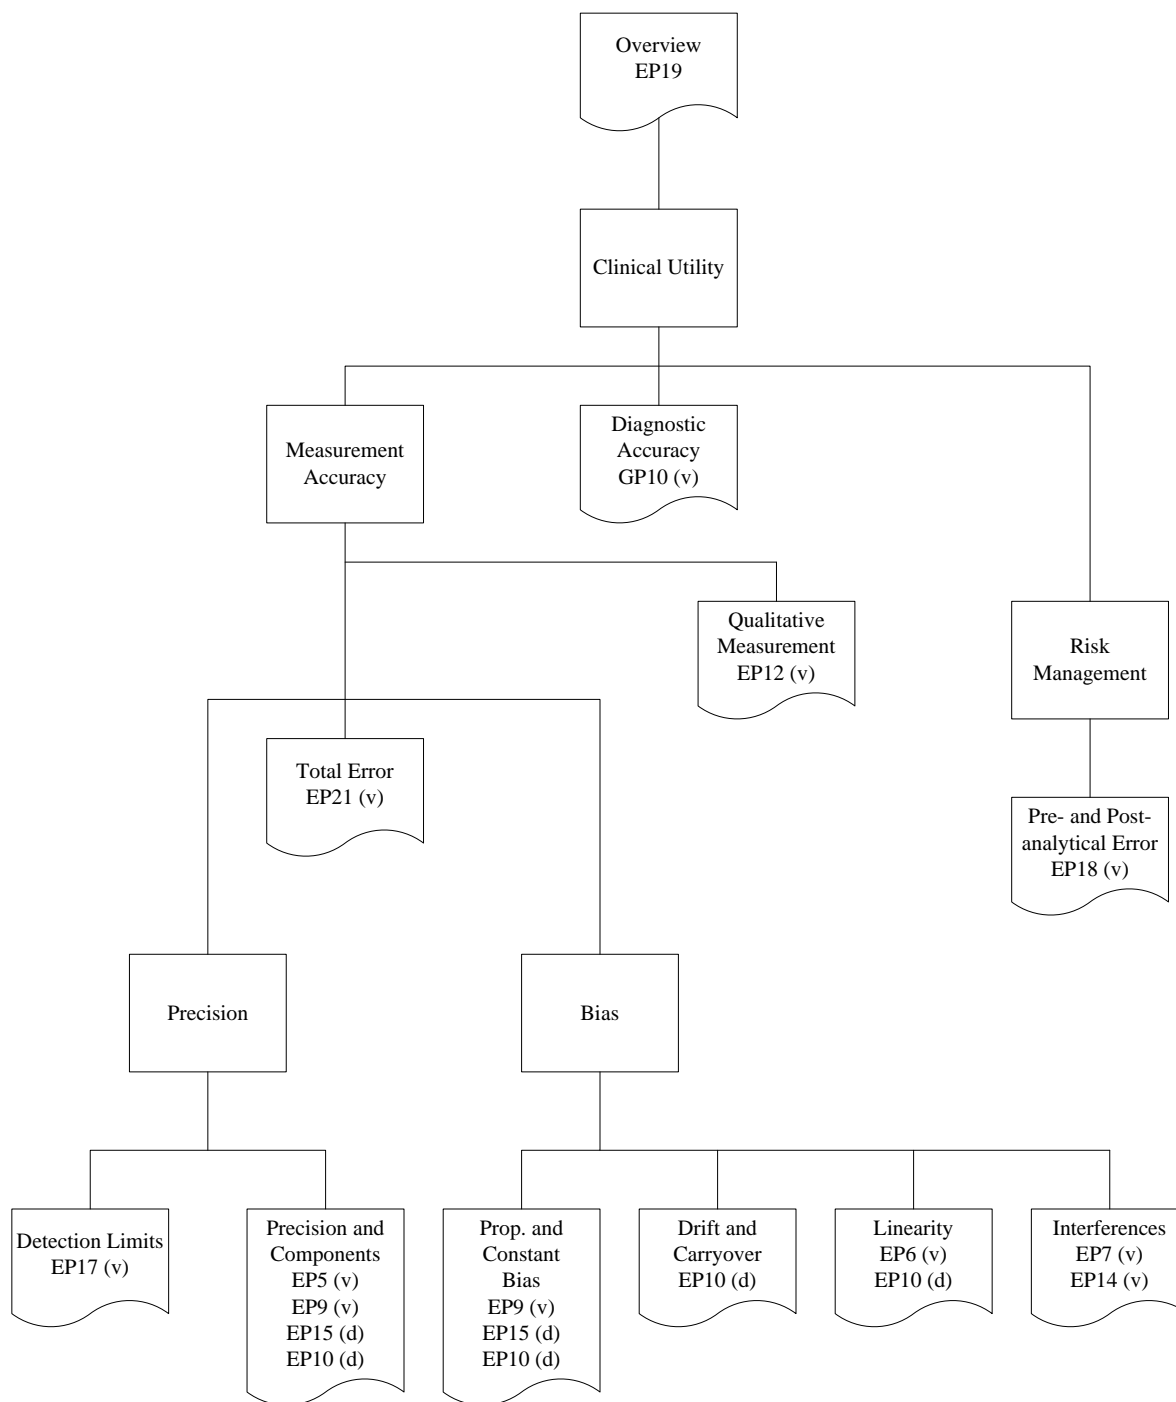 Overview
EP19
Clinical Utility
Measurement
Accuracy
Diagnostic
Accuracy
GP10 (v)
Qualitative
Measurement
EP12 (v)
Risk
Management
Total Error
EP21 (v)
Pre- and Post-
analytical Error
EP18 (v)
Precision
Bias
Detection Limits
EP17 (v)
Precision and
Components
EP5 (v)
EP9 (v)
EP15 (d)
EP10 (d)
Prop. and
Constant
Bias
EP9 (v)
EP15 (d)
EP10 (d)
Drift and
Carryover
EP10 (d)
Linearity
EP6 (v)
EP10 (d)
Interferences
EP7 (v)
EP14 (v)